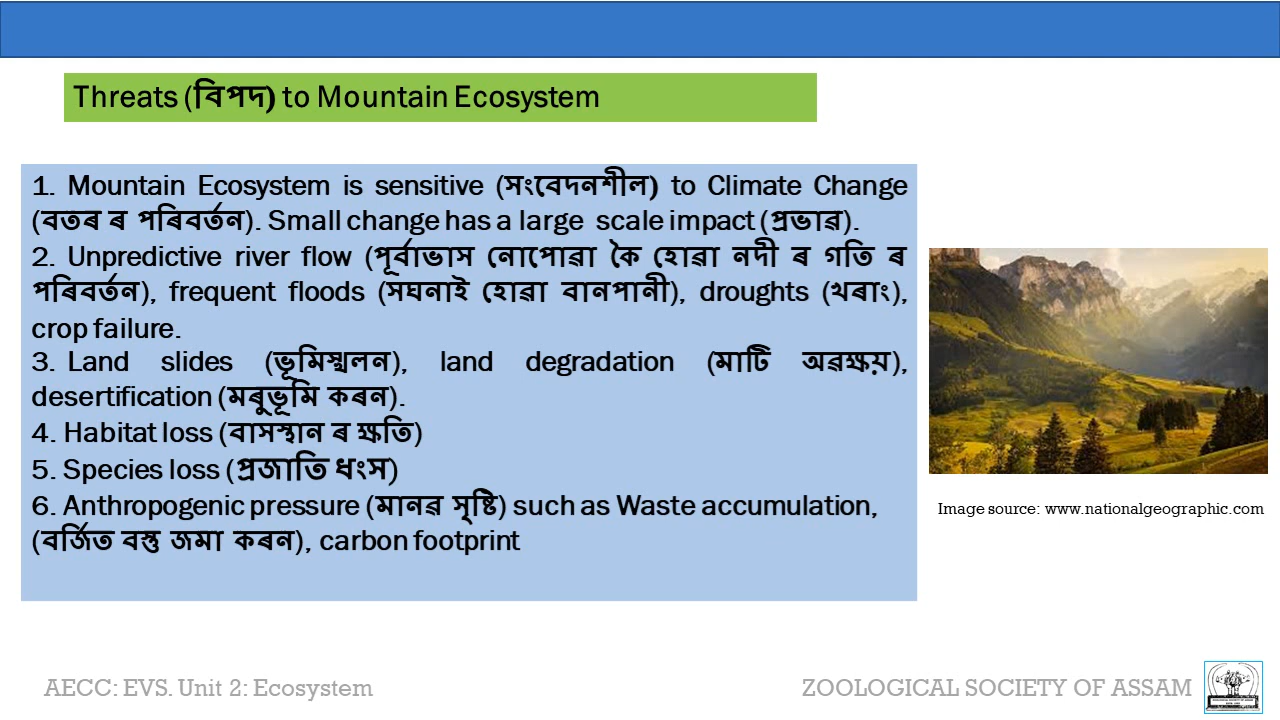 Threats (বিপদ) to Mountain Ecosystem
1. Mountain Ecosystem is sensitive (সংবেদনশীল) to Climate Change
(বতৰ ৰ পৰিবৰ্তন). Small change has a large scale impact (প্ৰভাৱ).
2. Unpredictive river flow (পূৰ্বাভাস নোপোৱা কৈ হোৱা নদী ৰ গতি ৰ
পৰিবৰ্তন), frequent floods (সঘনাই হোৱা বানপানী), droughts (খৰাং),
crop failure.
3. Land slides (ভূমিস্খলন), land degradation (মাটি অৱক্ষয়),
desertification (মৰুভূমি কৰন).
4. Habitat loss (বাসস্থান ৰ ক্ষতি)
5. Species loss (প্ৰজাতি ধংস)
6. Anthropogenic pressure (মানৱ সৃষ্টি) such as Waste accumulation,
(বৰ্জিত বস্তু জমা কৰন), carbon footprint
Image source: www.nationalgeographic.com
AECC: EVS. Unit 2: Ecosystem
ZOOLOGICAL SOCIETY OF ASSAM